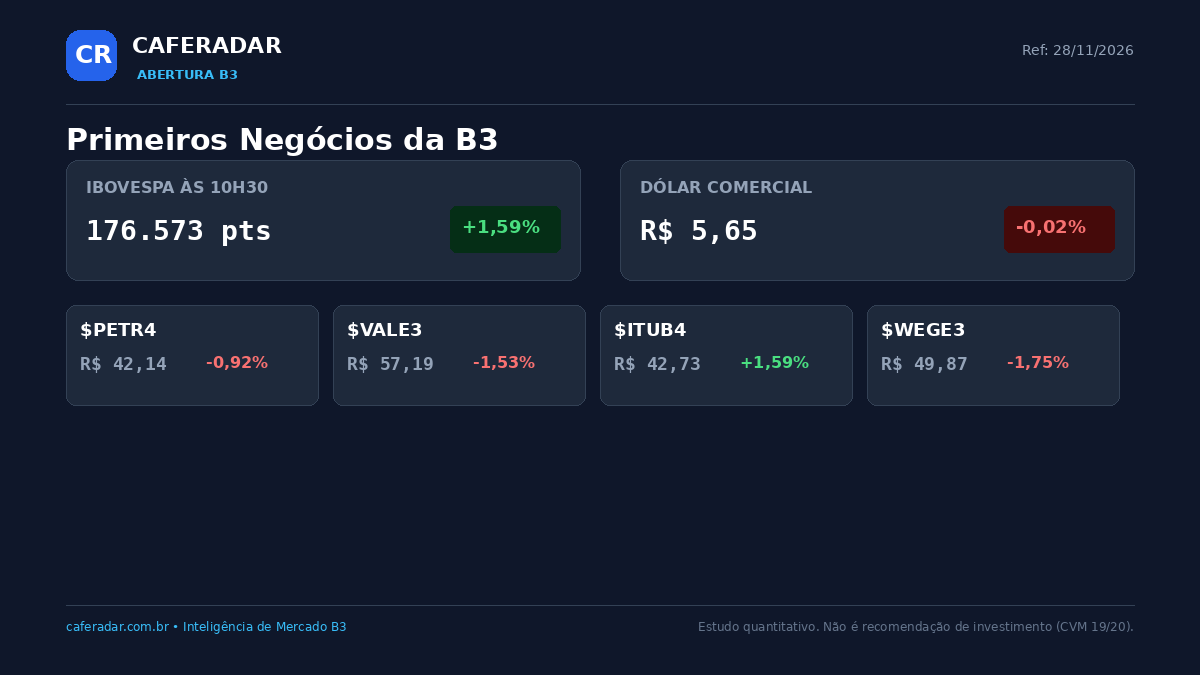 CR
CAFERADAR
ABERTURA B3
Ref: 28/11/2026
Primeiros Negócios da B3
IBOVESPA ÀS 10H30
176.573 pts
+1,59%
DÓLAR COMERCIAL
R$ 5,65
-0,02%
$PETR4
R$ 42,14 -0,92%
$VALE3
R$ 57,19 -1,53%
$ITUB4
R$ 42,73 +1,59%
$WEGE3
R$ 49,87 -1,75%
caferadar.com.br • Inteligência de Mercado B3
Estudo quantitativo. Não é recomendação de investimento (CVM 19/20).